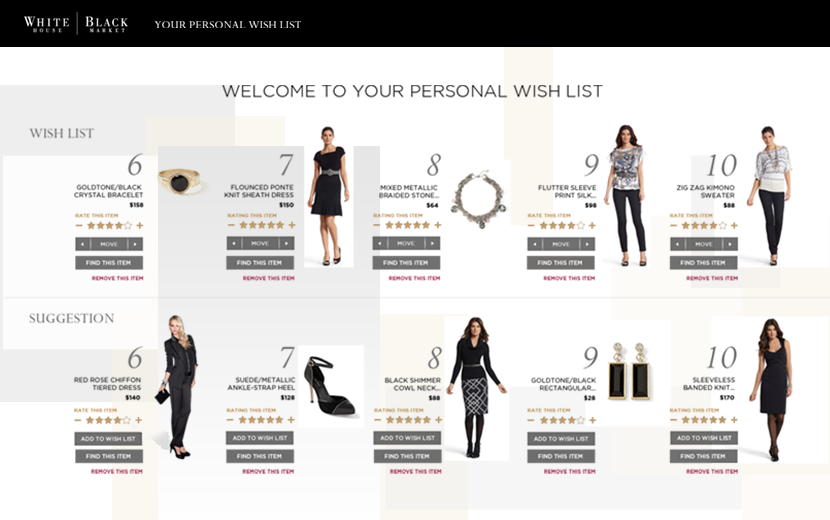 WHITE HOUSE | BLACK MARKET
YOUR PERSONAL WISH LIST
WELCOME TO YOUR PERSONAL WISH LIST
WISH LIST
6
GOLDTONE/BLACK
CRYSTAL BRACELET
$158
RATE THIS ITEM
MOVE
FIND THIS ITEM
REMOVE THIS ITEM
7
FLOUNCED PONTE
KNIT SHEATH DRESS
$150
RATING THIS ITEM
MOVE
FIND THIS ITEM
REMOVE THIS ITEM
8
MIXED METALLIC
BRAIDED STONE...
$64
RATING THIS ITEM
MOVE
FIND THIS ITEM
REMOVE THIS ITEM
9
FLUTTER SLEEVE
PRINT SILK...
$98
RATE THIS ITEM
MOVE
FIND THIS ITEM
REMOVE THIS ITEM
10
ZIG ZAG KIMONO
SWEATER
$88
RATE THIS ITEM
MOVE
FIND THIS ITEM
REMOVE THIS ITEM
SUGGESTION
6
RED ROSE CHIFFON
TIERED DRESS
$140
RATE THIS ITEM
ADD TO WISH LIST
FIND THIS ITEM
REMOVE THIS ITEM
7
SUEDE/METALLIC
ANKLE-STRAP HEEL
$128
RATING THIS ITEM
ADD TO WISH LIST
FIND THIS ITEM
REMOVE THIS ITEM
8
BLACK SHIMMER
COWL NECK...
$88
RATING THIS ITEM
ADD TO WISH LIST
FIND THIS ITEM
REMOVE THIS ITEM
9
GOLDTONE/BLACK
RECTANGULAR...
$28
RATE THIS ITEM
ADD TO WISH LIST
FIND THIS ITEM
REMOVE THIS ITEM
10
SLEEVELESS
BANDED KNIT...
$170
RATING THIS ITEM
ADD TO WISH LIST
FIND THIS ITEM
REMOVE THIS ITEM